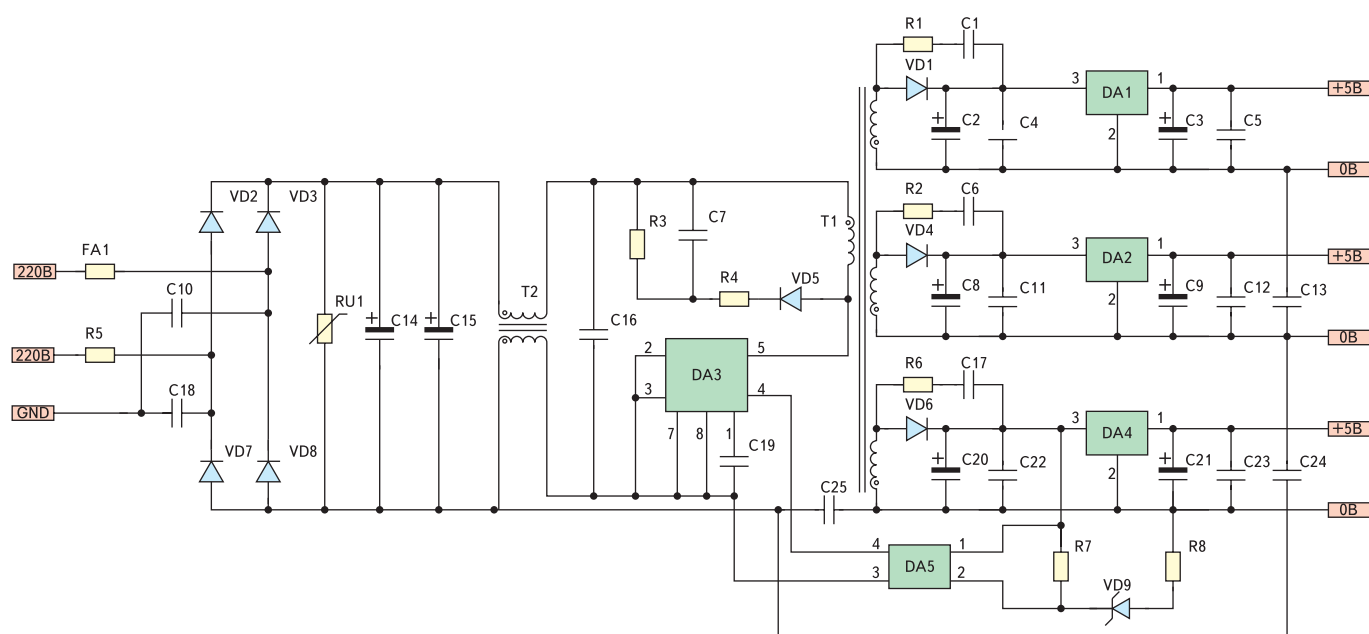 R1 C1
VD1
3 DA1 1 +5В
2
C2 C4 C3 C5
0В
R2 C6
VD4
3 DA2 1 +5В
2
C8 C11 C9 C12 C13
0В
R6 C17
VD6
3 DA4 1 +5В
2
C20 C22 C21 C23 C24
0В
VD2 VD3
FA1
220В
C10
R5
220В
C18
GND
VD7 VD8
RU1
C14 C15
T2
C16
R3 C7
R4 VD5
T1
2 DA3 5
3 4
7 8 1
C19
C25
4 DA5 1
3 2
R7 R8
VD9
+ + + + + + + +